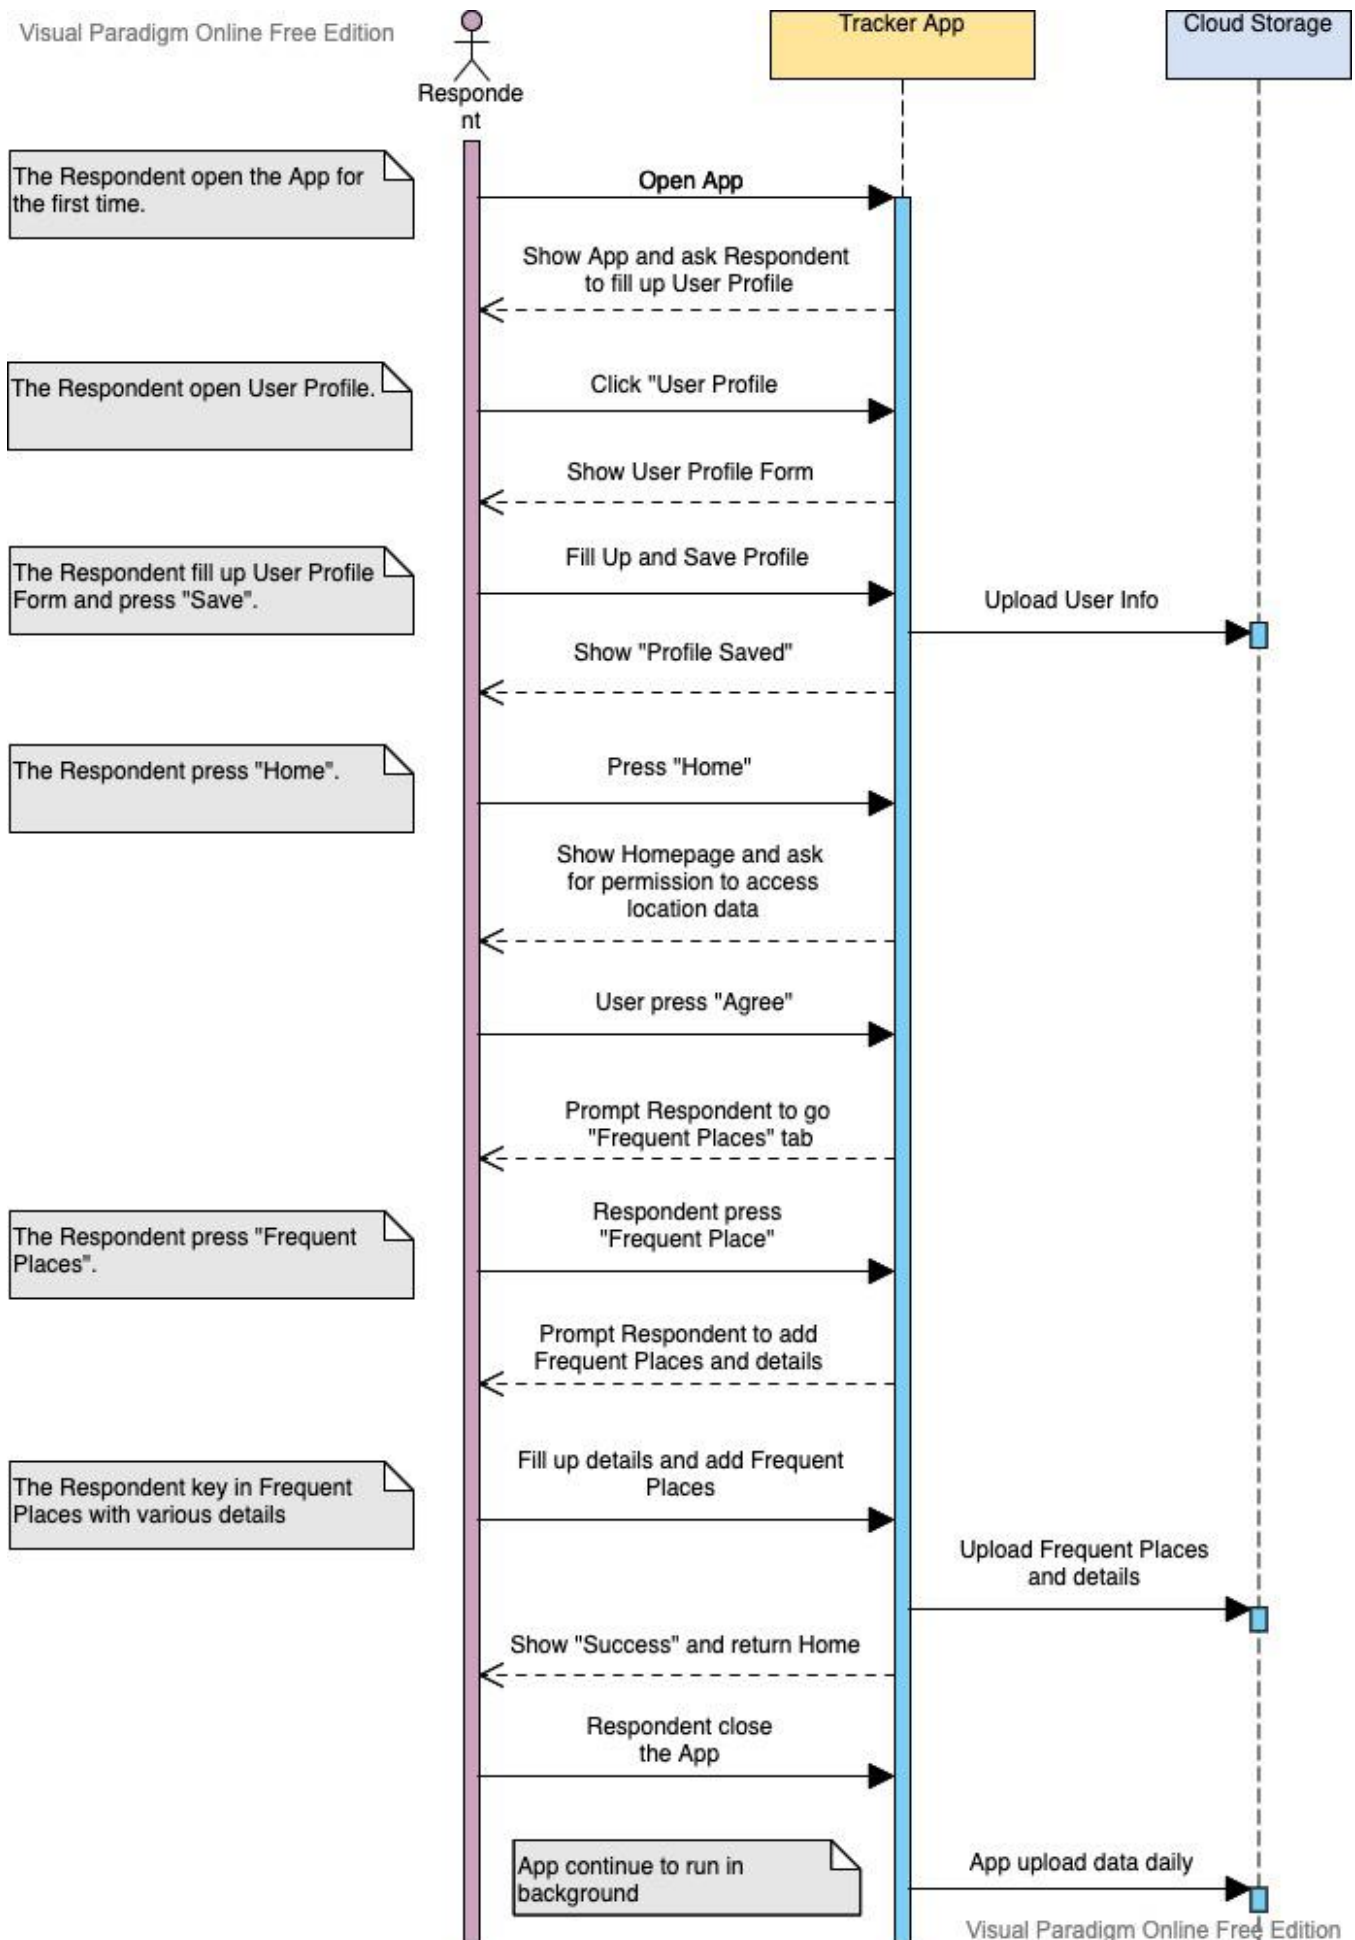 Visual Paradigm Online Free Edition
Responde
nt
Tracker App
Cloud Storage
The Respondent open the App for
the first time.
Open App
Show App and ask Respondent
to fill up User Profile
The Respondent open User Profile.
Click "User Profile
Show User Profile Form
The Respondent fill up User Profile
Form and press "Save".
Fill Up and Save Profile
Upload User Info
Show "Profile Saved"
The Respondent press "Home".
Press "Home"
Show Homepage and ask
for permission to access
location data
User press "Agree"
Prompt Respondent to go
"Frequent Places" tab
The Respondent press "Frequent
Places".
Respondent press
"Frequent Place"
Prompt Respondent to add
Frequent Places and details
The Respondent key in Frequent
Places with various details
Fill up details and add Frequent
Places
Upload Frequent Places
and details
Show "Success" and return Home
Respondent close
the App
App continue to run in
background
App upload data daily
Visual Paradigm Online Free Edition